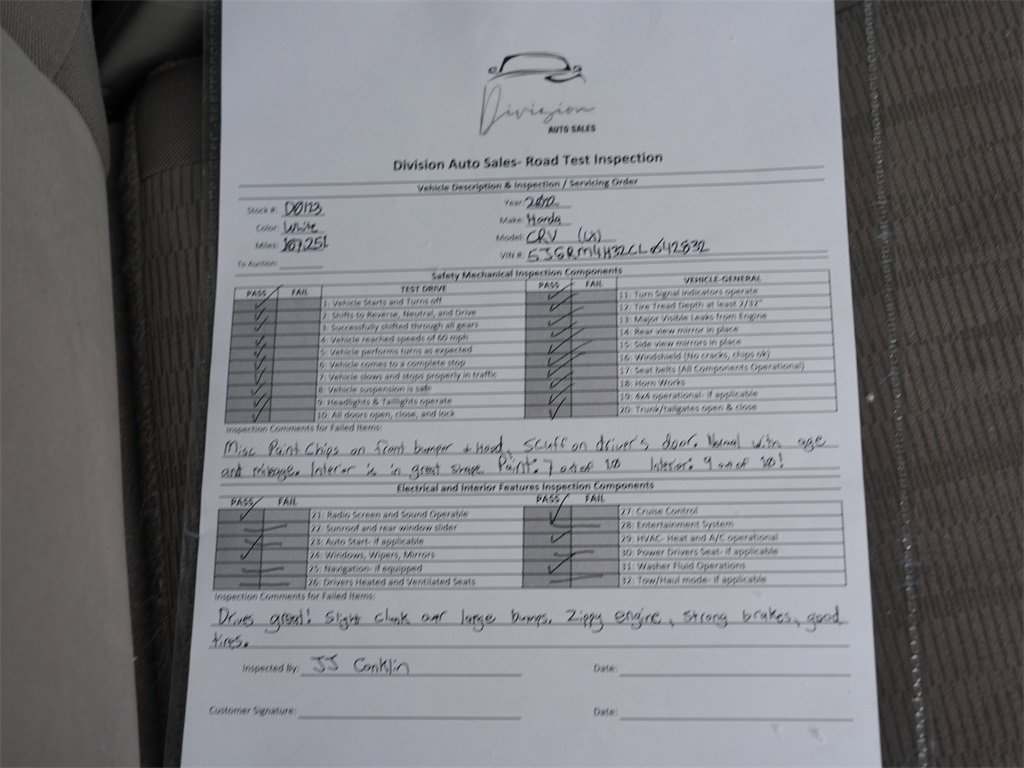 Division
AUTO SALES
Division Auto Sales- Road Test Inspection
Vehicle Description & Inspection / Servicing Order
Stock #: D0123
Year: 2012
Color: White
Make: Honda
Miles: 107,251
Model: CRV (LX)
To Auction:
VIN #: 5J6RM4H32CL642832
Safety Mechanical Inspection Components
PASS FAIL TEST DRIVE
1: Vehicle Starts and Turns off
2: Shifts to Reverse, Neutral, and Drive
3: Successfully shifted through all gears
4: Vehicle reached speeds of 60 mph
5: Vehicle performs turns as expected
6: Vehicle comes to a complete stop
7: Vehicle slows and stops properly in traffic
8: Vehicle suspension is safe
9: Headlights & Taillights operate
10: All doors open, close, and lock
PASS FAIL VEHICLE GENERAL
11: Turn Signal indicators operate
12: Tire Tread Depth at least 2/32"
13: Major Visible Leaks from Engine
14: Rear view mirror in place
15: Side view mirrors in place
16: Windshield (No cracks, chips ok)
17: Seat belts (All Components Operational)
18: Horn Works
19: 4x4 operational- if applicable
20: Trunk/tailgates open & close
Inspection Comments for Failed Items:
Misc Paint Chips on front bumper + Hood, scuff on driver's door. Normal with age
and mileage. Interior is in great shape. Paint: 7 out of 10 Interior: 9 out of 10!
Electrical and Interior Features Inspection Components
PASS FAIL
21: Radio Screen and Sound Operable
22: Sunroof and rear window slider
23: Auto Start- if applicable
24: Windows, Wipers, Mirrors
25: Navigation- if equipped
26: Drivers Heated and Ventilated Seats
PASS FAIL
27: Cruise Control
28: Entertainment System
29: HVAC- Heat and A/C operational
30: Power Drivers Seat- if applicable
31: Washer Fluid Operations
32: Tow/Haul mode- if applicable
Inspection Comments for Failed Items:
Drives great! Slight clunk over large bumps. Zippy engine, strong brakes, good
tires.
Inspected By: JJ Conklin
Date:
Customer Signature:
Date: